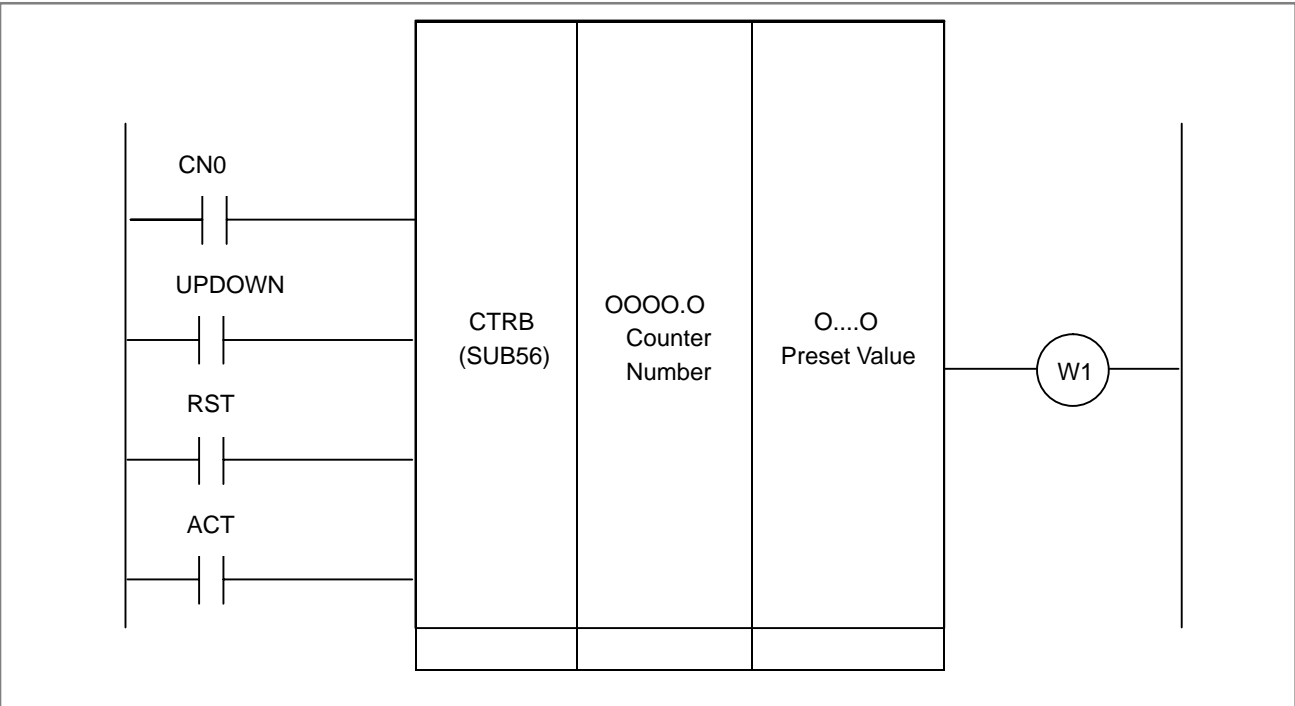 CN0
UPDOWN
RST
ACT
CTRB
(SUB56)
OOOO.O
Counter
Number
O....O
Preset Value
W1